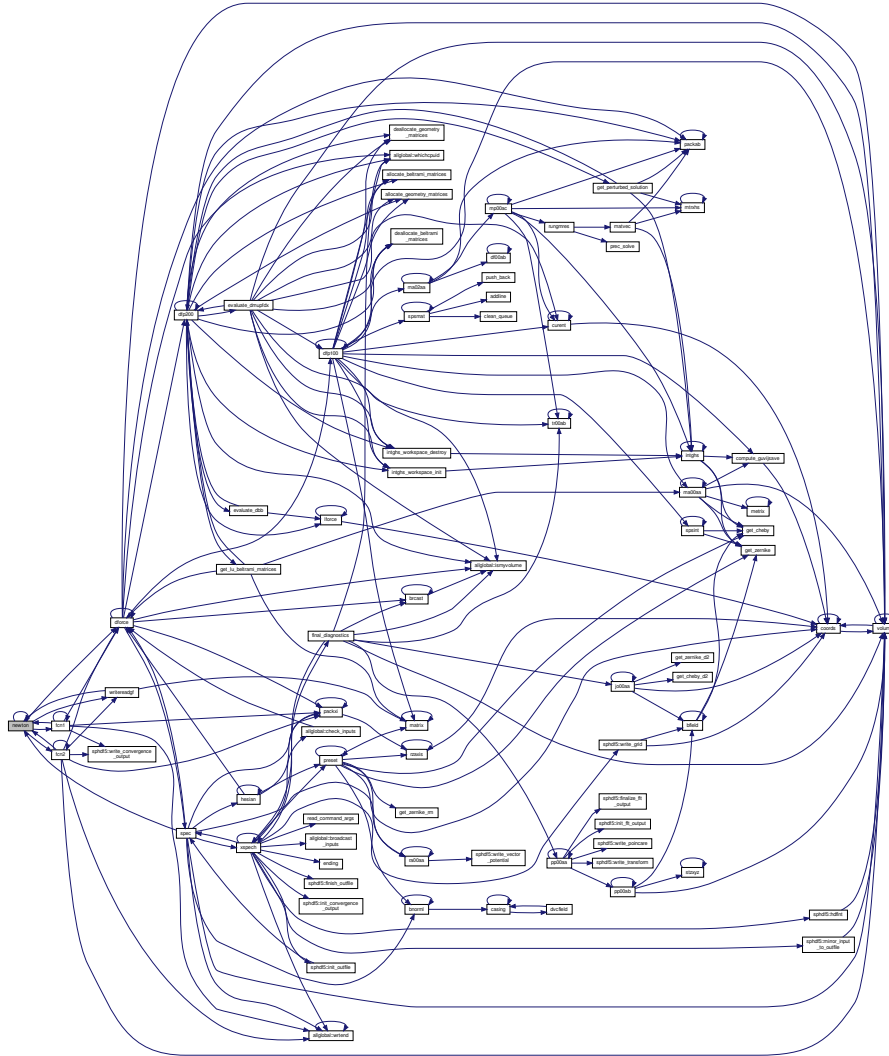 deallocate_geometry
_matrices
allglobal::whichcpuid
allocate_beltrami_matrices
allocate_geometry_matrices
deallocate_beltrami
_matrices
packab
get_perturbed_solution
mtrxhs
mp00ac
rungmres
matvec
prec_solve
df00ab
push_back
addline
clean_queue
ma02aa
spsmat
dfp200
evaluate_dmupfdx
dfp100
curent
tr00ab
intghs_workspace_destroy
intghs_workspace_init
intghs
compute_guvijsave
ma00aa
matrix
spsint
get_cheby
get_zernike
evaluate_dbb
lforce
get_lu_beltrami_matrices
allglobal::ismyvolume
brcast
dforce
final_diagnostics
coords
volume
get_zernike_d2
get_cheby_d2
jo00aa
writereadgf
newton
fcn1
fcn2
sphdf5::write_convergence
_output
packxi
allglobal::check_inputs
matrix
rzaxis
preset
bfield
sphdf5::write_grid
hesian
get_zernike_rm
sphdf5::finalize_flt
_output
sphdf5::init_flt_output
sphdf5::write_poincare
sphdf5::write_transform
spec
xspech
read_command_args
allglobal::broadcast
_inputs
ending
sphdf5::finish_outfile
sphdf5::init_convergence
_output
ra00aa
sphdf5::write_vector
_potential
pp00aa
pp00ab
stzxyz
bnorml
casing
dvcfield
sphdf5::hdfint
sphdf5::mirror_input
_to_outfile
sphdf5::init_outfile
allglobal::wrtend